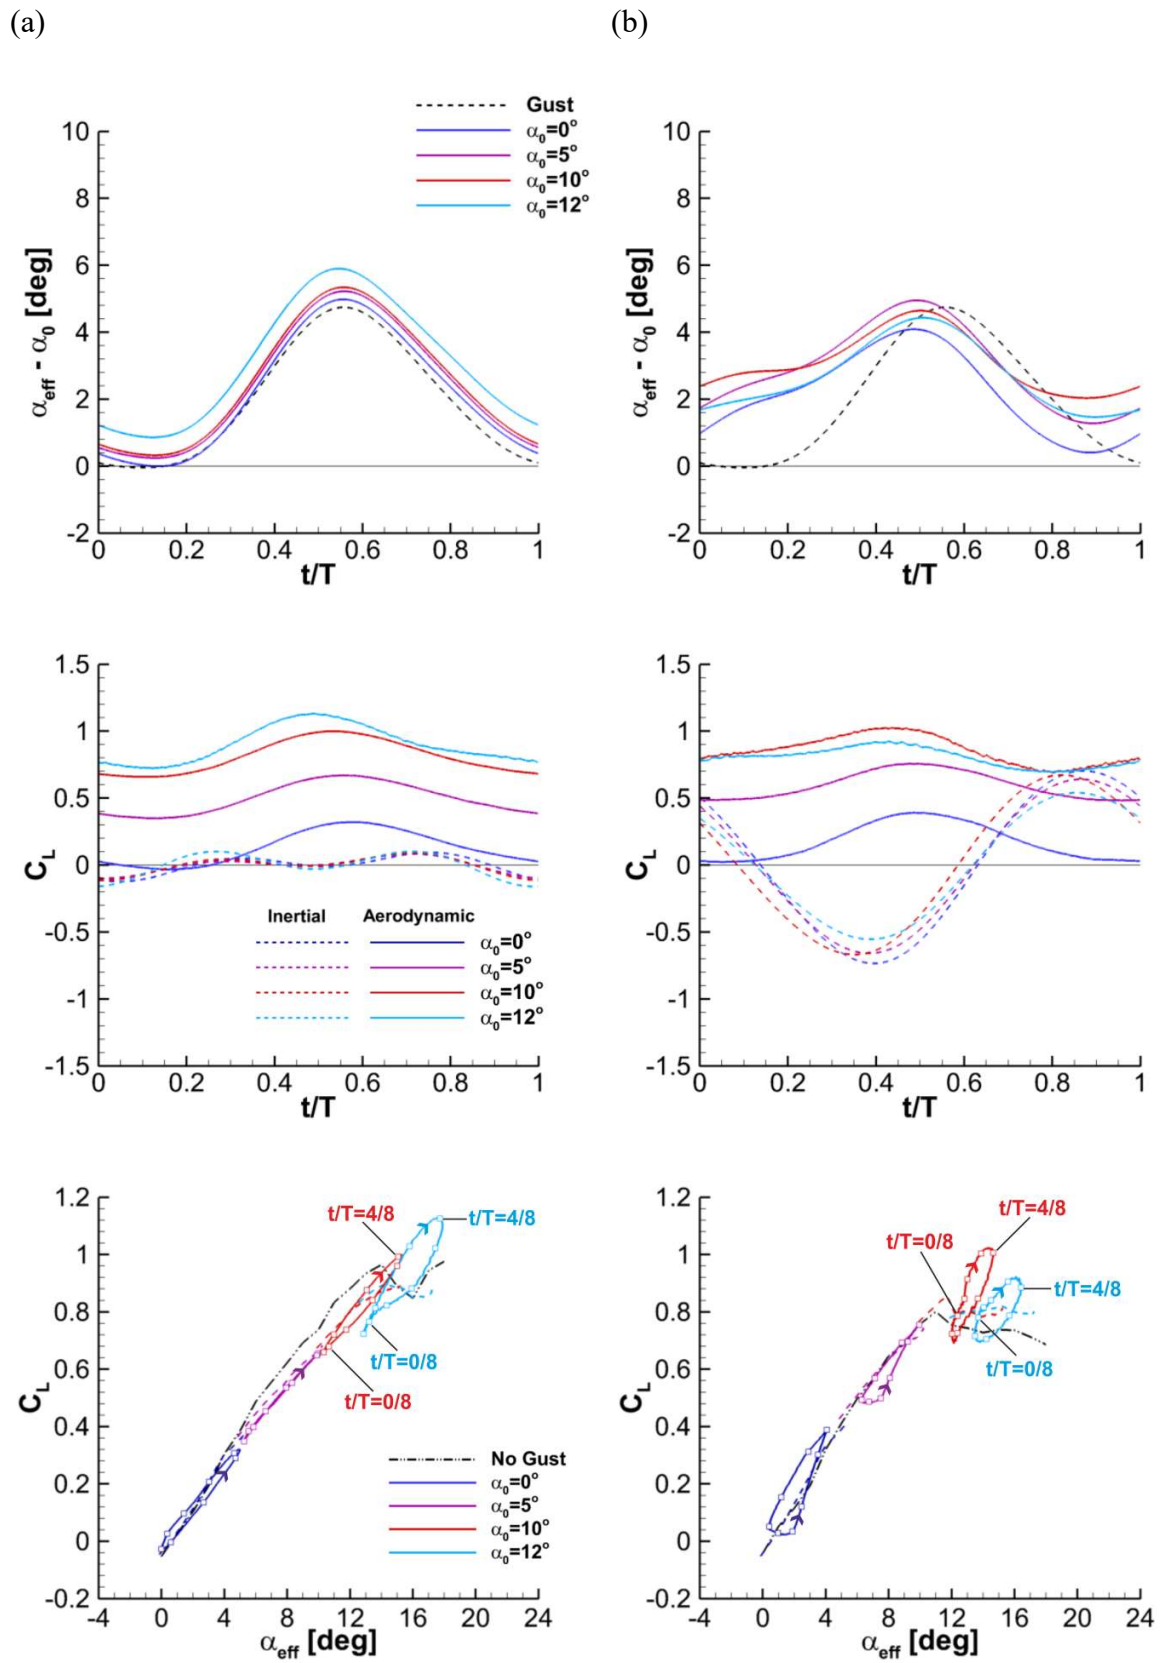 (a)
(b)
Gust
α₀=0°
α₀=5°
α₀=10°
α₀=12°
α_eff - α₀ [deg]
10
8
6
4
2
0
-2
0 0.2 0.4 0.6 0.8 1
t/T
α_eff - α₀ [deg]
10
8
6
4
2
0
-2
0 0.2 0.4 0.6 0.8 1
t/T
C_L
1.5
1
0.5
0
-0.5
-1
-1.5
Inertial Aerodynamic
α₀=0°
α₀=5°
α₀=10°
α₀=12°
0 0.2 0.4 0.6 0.8 1
t/T
C_L
1.5
1
0.5
0
-0.5
-1
-1.5
0 0.2 0.4 0.6 0.8 1
t/T
C_L
1.2
1
0.8
0.6
0.4
0.2
0
-0.2
t/T=4/8
t/T=4/8
t/T=0/8
t/T=0/8
No Gust
α₀=0°
α₀=5°
α₀=10°
α₀=12°
-4 0 4 8 12 16 20 24
α_eff [deg]
C_L
1.2
1
0.8
0.6
0.4
0.2
0
-0.2
t/T=4/8
t/T=0/8
t/T=4/8
t/T=0/8
-4 0 4 8 12 16 20 24
α_eff [deg]